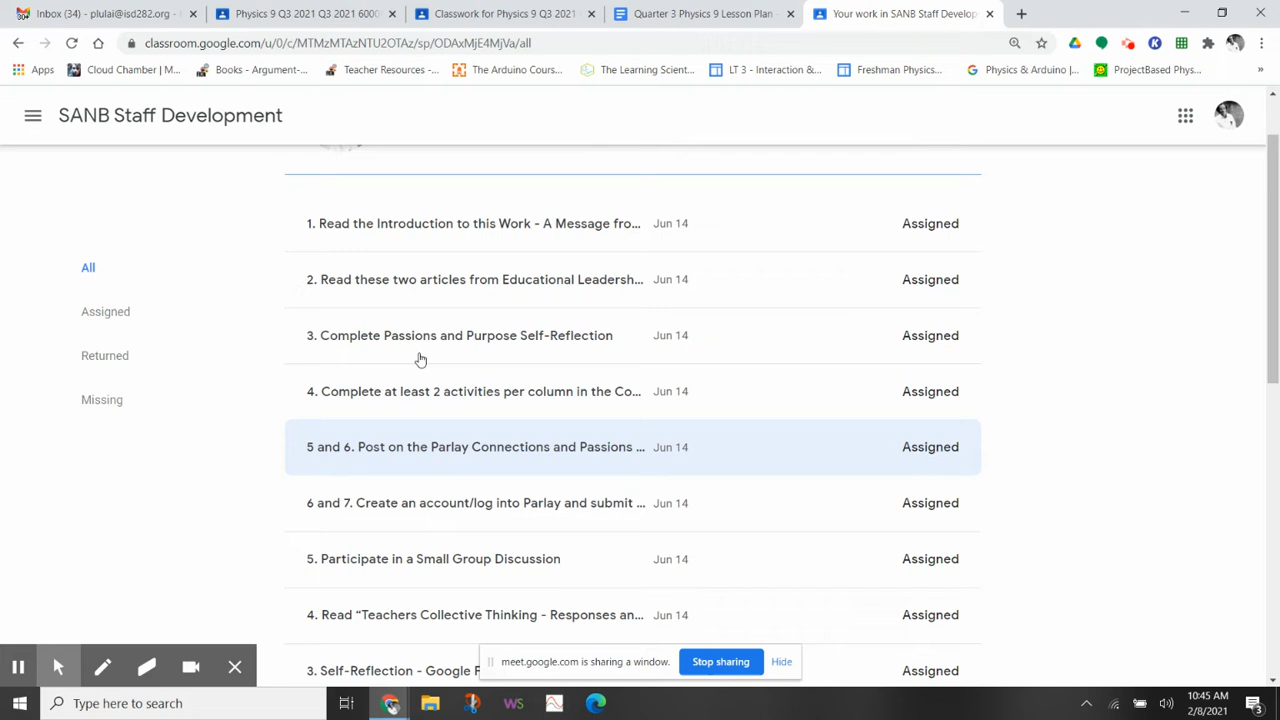 Inbox (34) - plulai@isd282.org -
Physics 9 Q3 2021 Q3 2021 6000
Classwork for Physics 9 Q3 2021
Quarter 3 Physics 9 Lesson Plan -
Your work in SANB Staff Develop
classroom.google.com/u/0/c/MTMzMTAzNTU2OTAz/sp/ODAxMjE4MjVa/all
Apps
Cloud Chamber | M...
Books - Argument-...
Teacher Resources -...
The Arduino Cours...
The Learning Scient...
LT 3 - Interaction &...
Freshman Physics...
Physics & Arduino |...
ProjectBased Phys...
»
SANB Staff Development
All
Assigned
Returned
Missing
1. Read the Introduction to this Work - A Message fro... Jun 14 Assigned
2. Read these two articles from Educational Leadersh... Jun 14 Assigned
3. Complete Passions and Purpose Self-Reflection Jun 14 Assigned
4. Complete at least 2 activities per column in the Co... Jun 14 Assigned
5 and 6. Post on the Parlay Connections and Passions ... Jun 14 Assigned
6 and 7. Create an account/log into Parlay and submit ... Jun 14 Assigned
5. Participate in a Small Group Discussion Jun 14 Assigned
4. Read “Teachers Collective Thinking - Responses an... Jun 14 Assigned
3. Self-Reflection - Google F Jun 14 Assigned
meet.google.com is sharing a window. Stop sharing Hide
Type here to search
WS
10:45 AM
2/8/2021
3